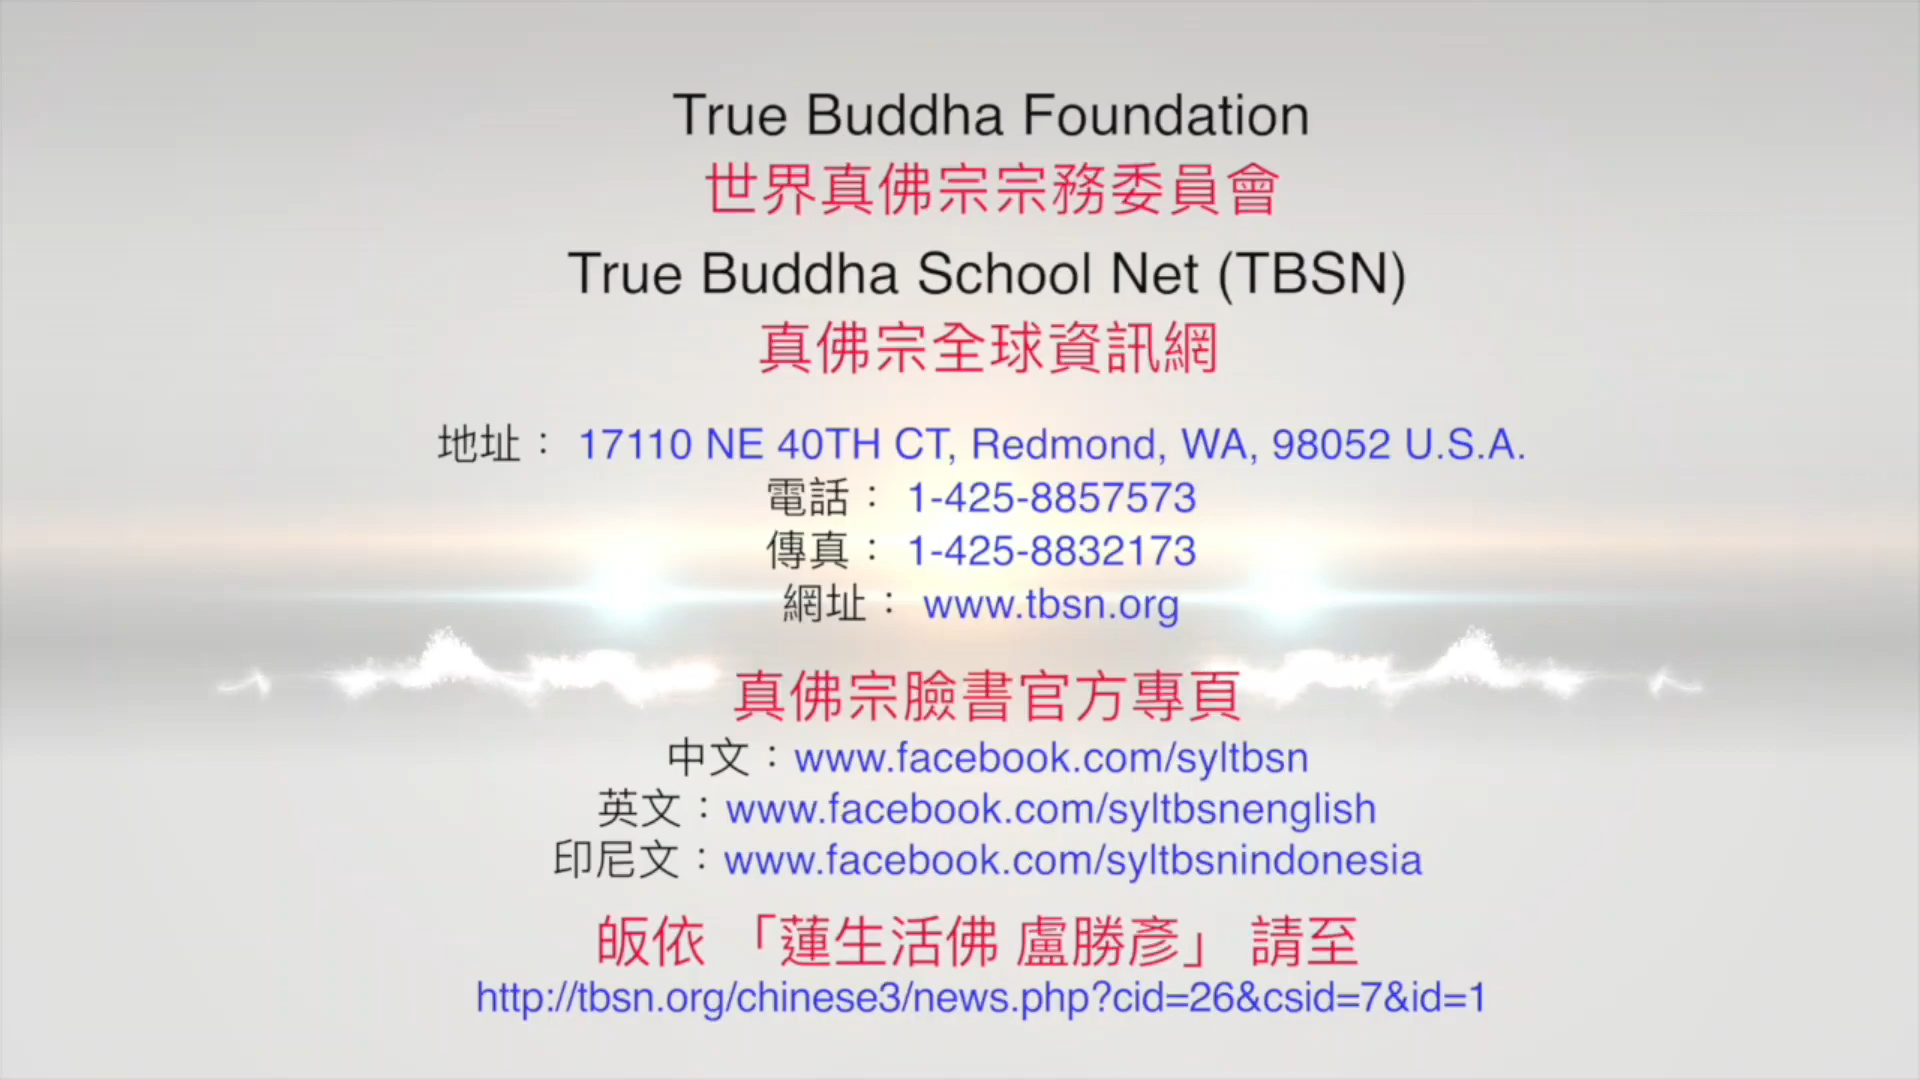 True Buddha Foundation
世界真佛宗宗務委員會
True Buddha School Net (TBSN)
真佛宗全球資訊網
地址： 17110 NE 40TH CT, Redmond, WA, 98052 U.S.A.
電話： 1-425-8857573
傳真： 1-425-8832173
網址： www.tbsn.org
真佛宗臉書官方專頁
中文：www.facebook.com/syltbsn
英文：www.facebook.com/syltbsnenglish
印尼文：www.facebook.com/syltbsnindonesia
皈依 「蓮生活佛 盧勝彥」 請至
http://tbsn.org/chinese3/news.php?cid=26&csid=7&id=1